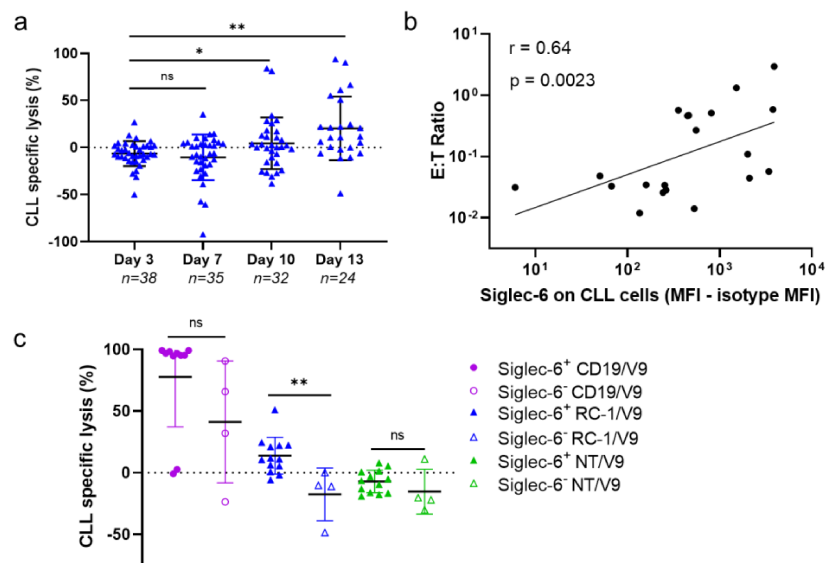 a
CLL specific lysis (%)
100
50
0
-50
-100
**
*
ns
Day 3
n=38
Day 7
n=35
Day 10
n=32
Day 13
n=24
b
r = 0.64
p = 0.0023
E:T Ratio
10⁰
10⁻¹
10⁻²
10¹
10²
10³
10⁴
Siglec-6 on CLL cells (MFI - isotype MFI)
c
CLL specific lysis (%)
100
50
0
-50
ns
**
ns
Siglec-6⁺ CD19/V9
Siglec-6⁻ CD19/V9
Siglec-6⁺ RC-1/V9
Siglec-6⁻ RC-1/V9
Siglec-6⁺ NT/V9
Siglec-6⁻ NT/V9